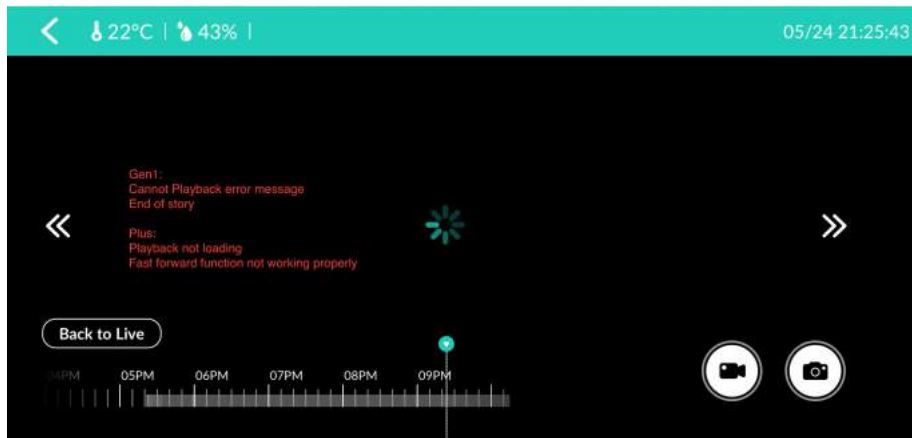 22°C | 43% |
05/24 21:25:43
Gen1:
Cannot Playback error message
End of story
Plus:
Playback not loading
Fast forward function not working properly
Back to Live
04PM 05PM 06PM 07PM 08PM 09PM